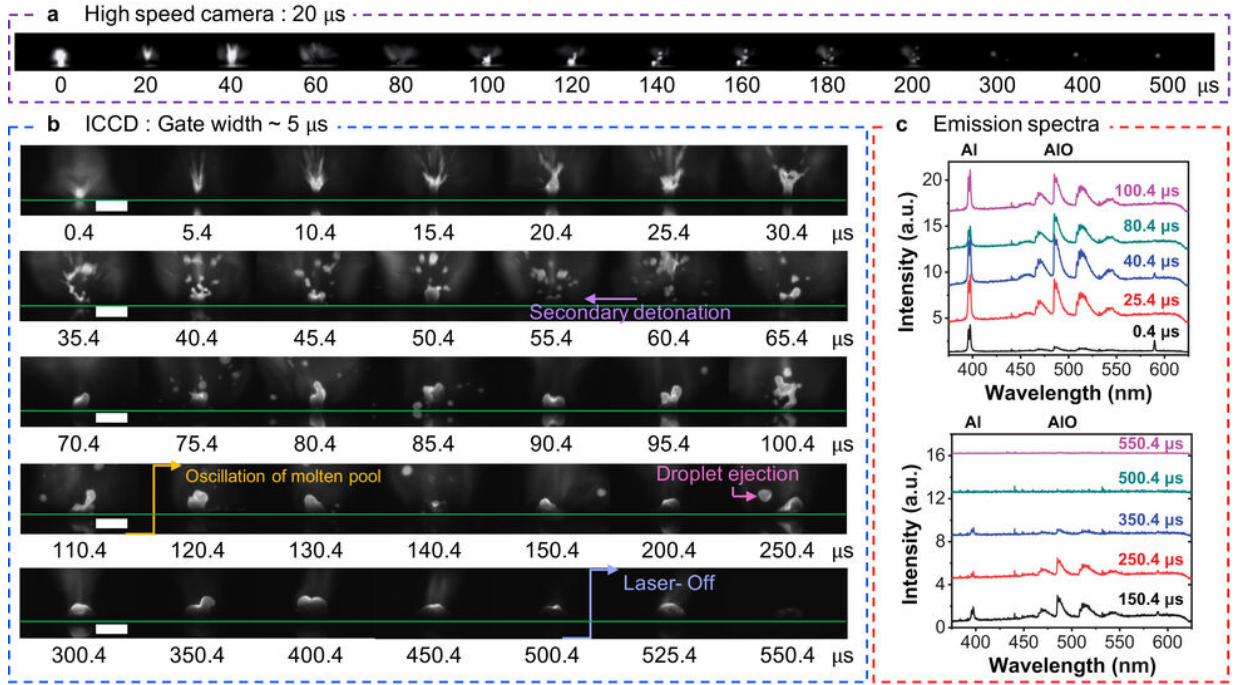 a High speed camera : 20 μs
0 20 40 60 80 100 120 140 160 180 200 300 400 500 μs
b ICCD : Gate width ~ 5 μs
0.4 5.4 10.4 15.4 20.4 25.4 30.4 μs
Secondary detonation
35.4 40.4 45.4 50.4 55.4 60.4 65.4 μs
70.4 75.4 80.4 85.4 90.4 95.4 100.4 μs
Oscillation of molten pool
Droplet ejection
110.4 120.4 130.4 140.4 150.4 200.4 250.4 μs
Laser- Off
300.4 350.4 400.4 450.4 500.4 525.4 550.4 μs
c Emission spectra
Al AlO
Intensity (a.u.)
20
15
10
5
100.4 μs
80.4 μs
40.4 μs
25.4 μs
0.4 μs
400 450 500 550 600
Wavelength (nm)
Al AlO
Intensity (a.u.)
16
12
8
4
0
550.4 μs
500.4 μs
350.4 μs
250.4 μs
150.4 μs
400 450 500 550 600
Wavelength (nm)